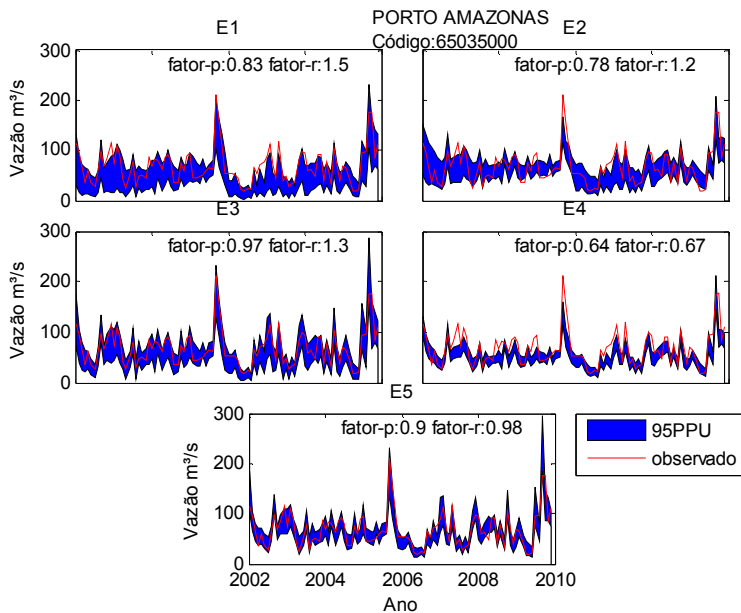 PORTO AMAZONAS
Código:65035000
E1
E2
300
200
100
0
Vazão m³/s
fator-p:0.83 fator-r:1.5
fator-p:0.78 fator-r:1.2
E3
E4
300
200
100
0
Vazão m³/s
fator-p:0.97 fator-r:1.3
fator-p:0.64 fator-r:0.67
E5
300
200
100
0
Vazão m³/s
fator-p:0.9 fator-r:0.98
95PPU
observado
2002 2004 2006 2008 2010
Ano